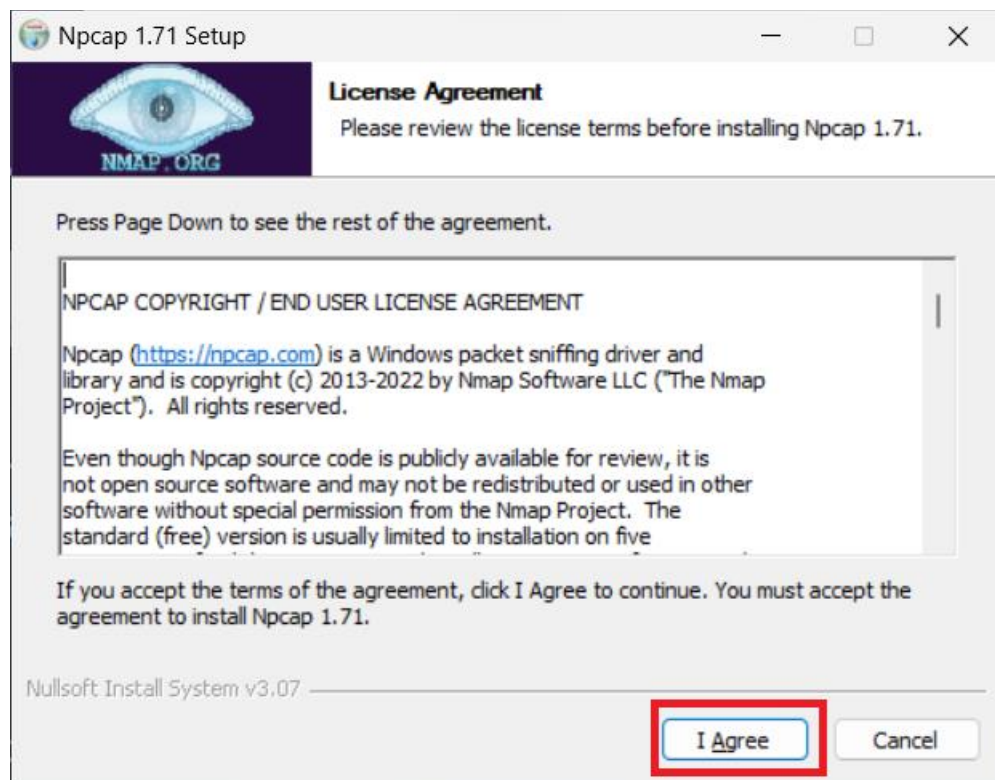 Npcap 1.71 Setup
NMAP.ORG
License Agreement
Please review the license terms before installing Npcap 1.71.
Press Page Down to see the rest of the agreement.
NPCAP COPYRIGHT / END USER LICENSE AGREEMENT
Npcap (https://npcap.com) is a Windows packet sniffing driver and
library and is copyright (c) 2013-2022 by Nmap Software LLC ("The Nmap
Project").  All rights reserved.
Even though Npcap source code is publicly available for review, it is
not open source software and may not be redistributed or used in other
software without special permission from the Nmap Project.  The
standard (free) version is usually limited to installation on five
If you accept the terms of the agreement, click I Agree to continue. You must accept the
agreement to install Npcap 1.71.
Nullsoft Install System v3.07
I Agree
Cancel